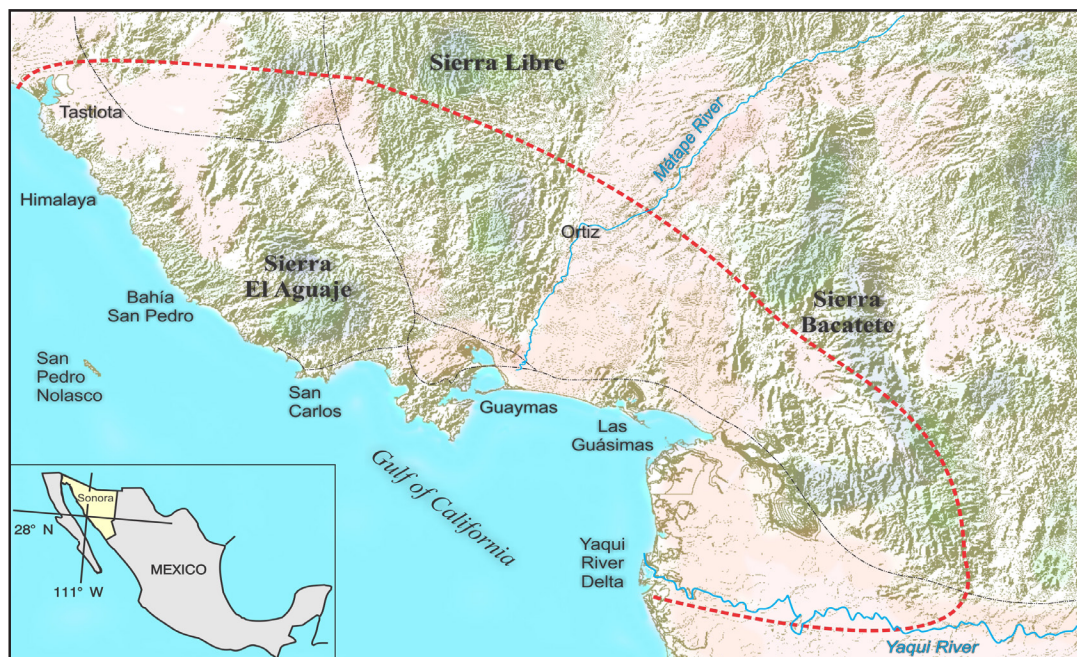 Sierra Libre
Tastiota
Mátape River
Himalaya
Ortiz
Sierra
El Aguaje
Bahía
San Pedro
Sierra
Bacatete
San
Pedro
Nolasco
San
Carlos
Guaymas
Las
Guásimas
Gulf of California
Yaqui
River
Delta
Yaqui River
Sonora
28° N
MEXICO
111° W